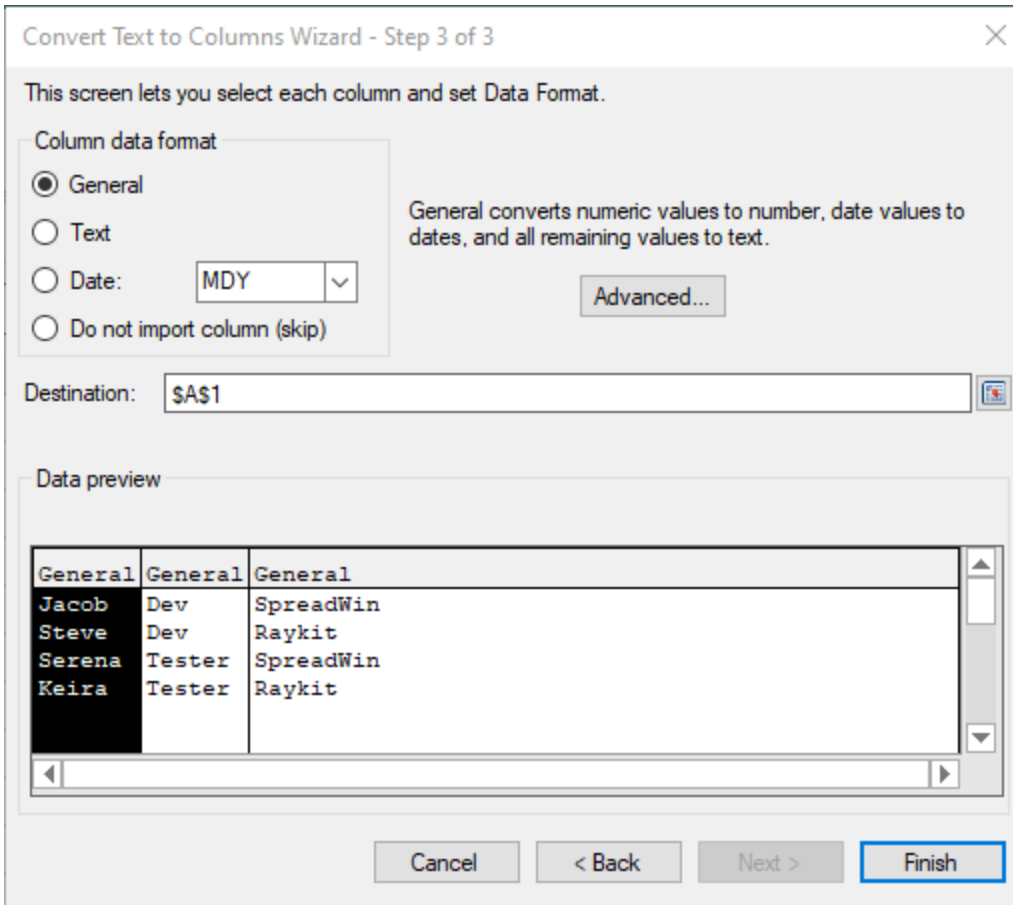 Convert Text to Columns Wizard - Step 3 of 3
This screen lets you select each column and set Data Format.
Column data format
General
Text
Date: MDY
Do not import column (skip)
General converts numeric values to number, date values to
dates, and all remaining values to text.
Advanced...
Destination: $A$1
Data preview
General General General
Jacob Dev SpreadWin
Steve Dev Raykit
Serena Tester SpreadWin
Keira Tester Raykit
Cancel < Back Next > Finish